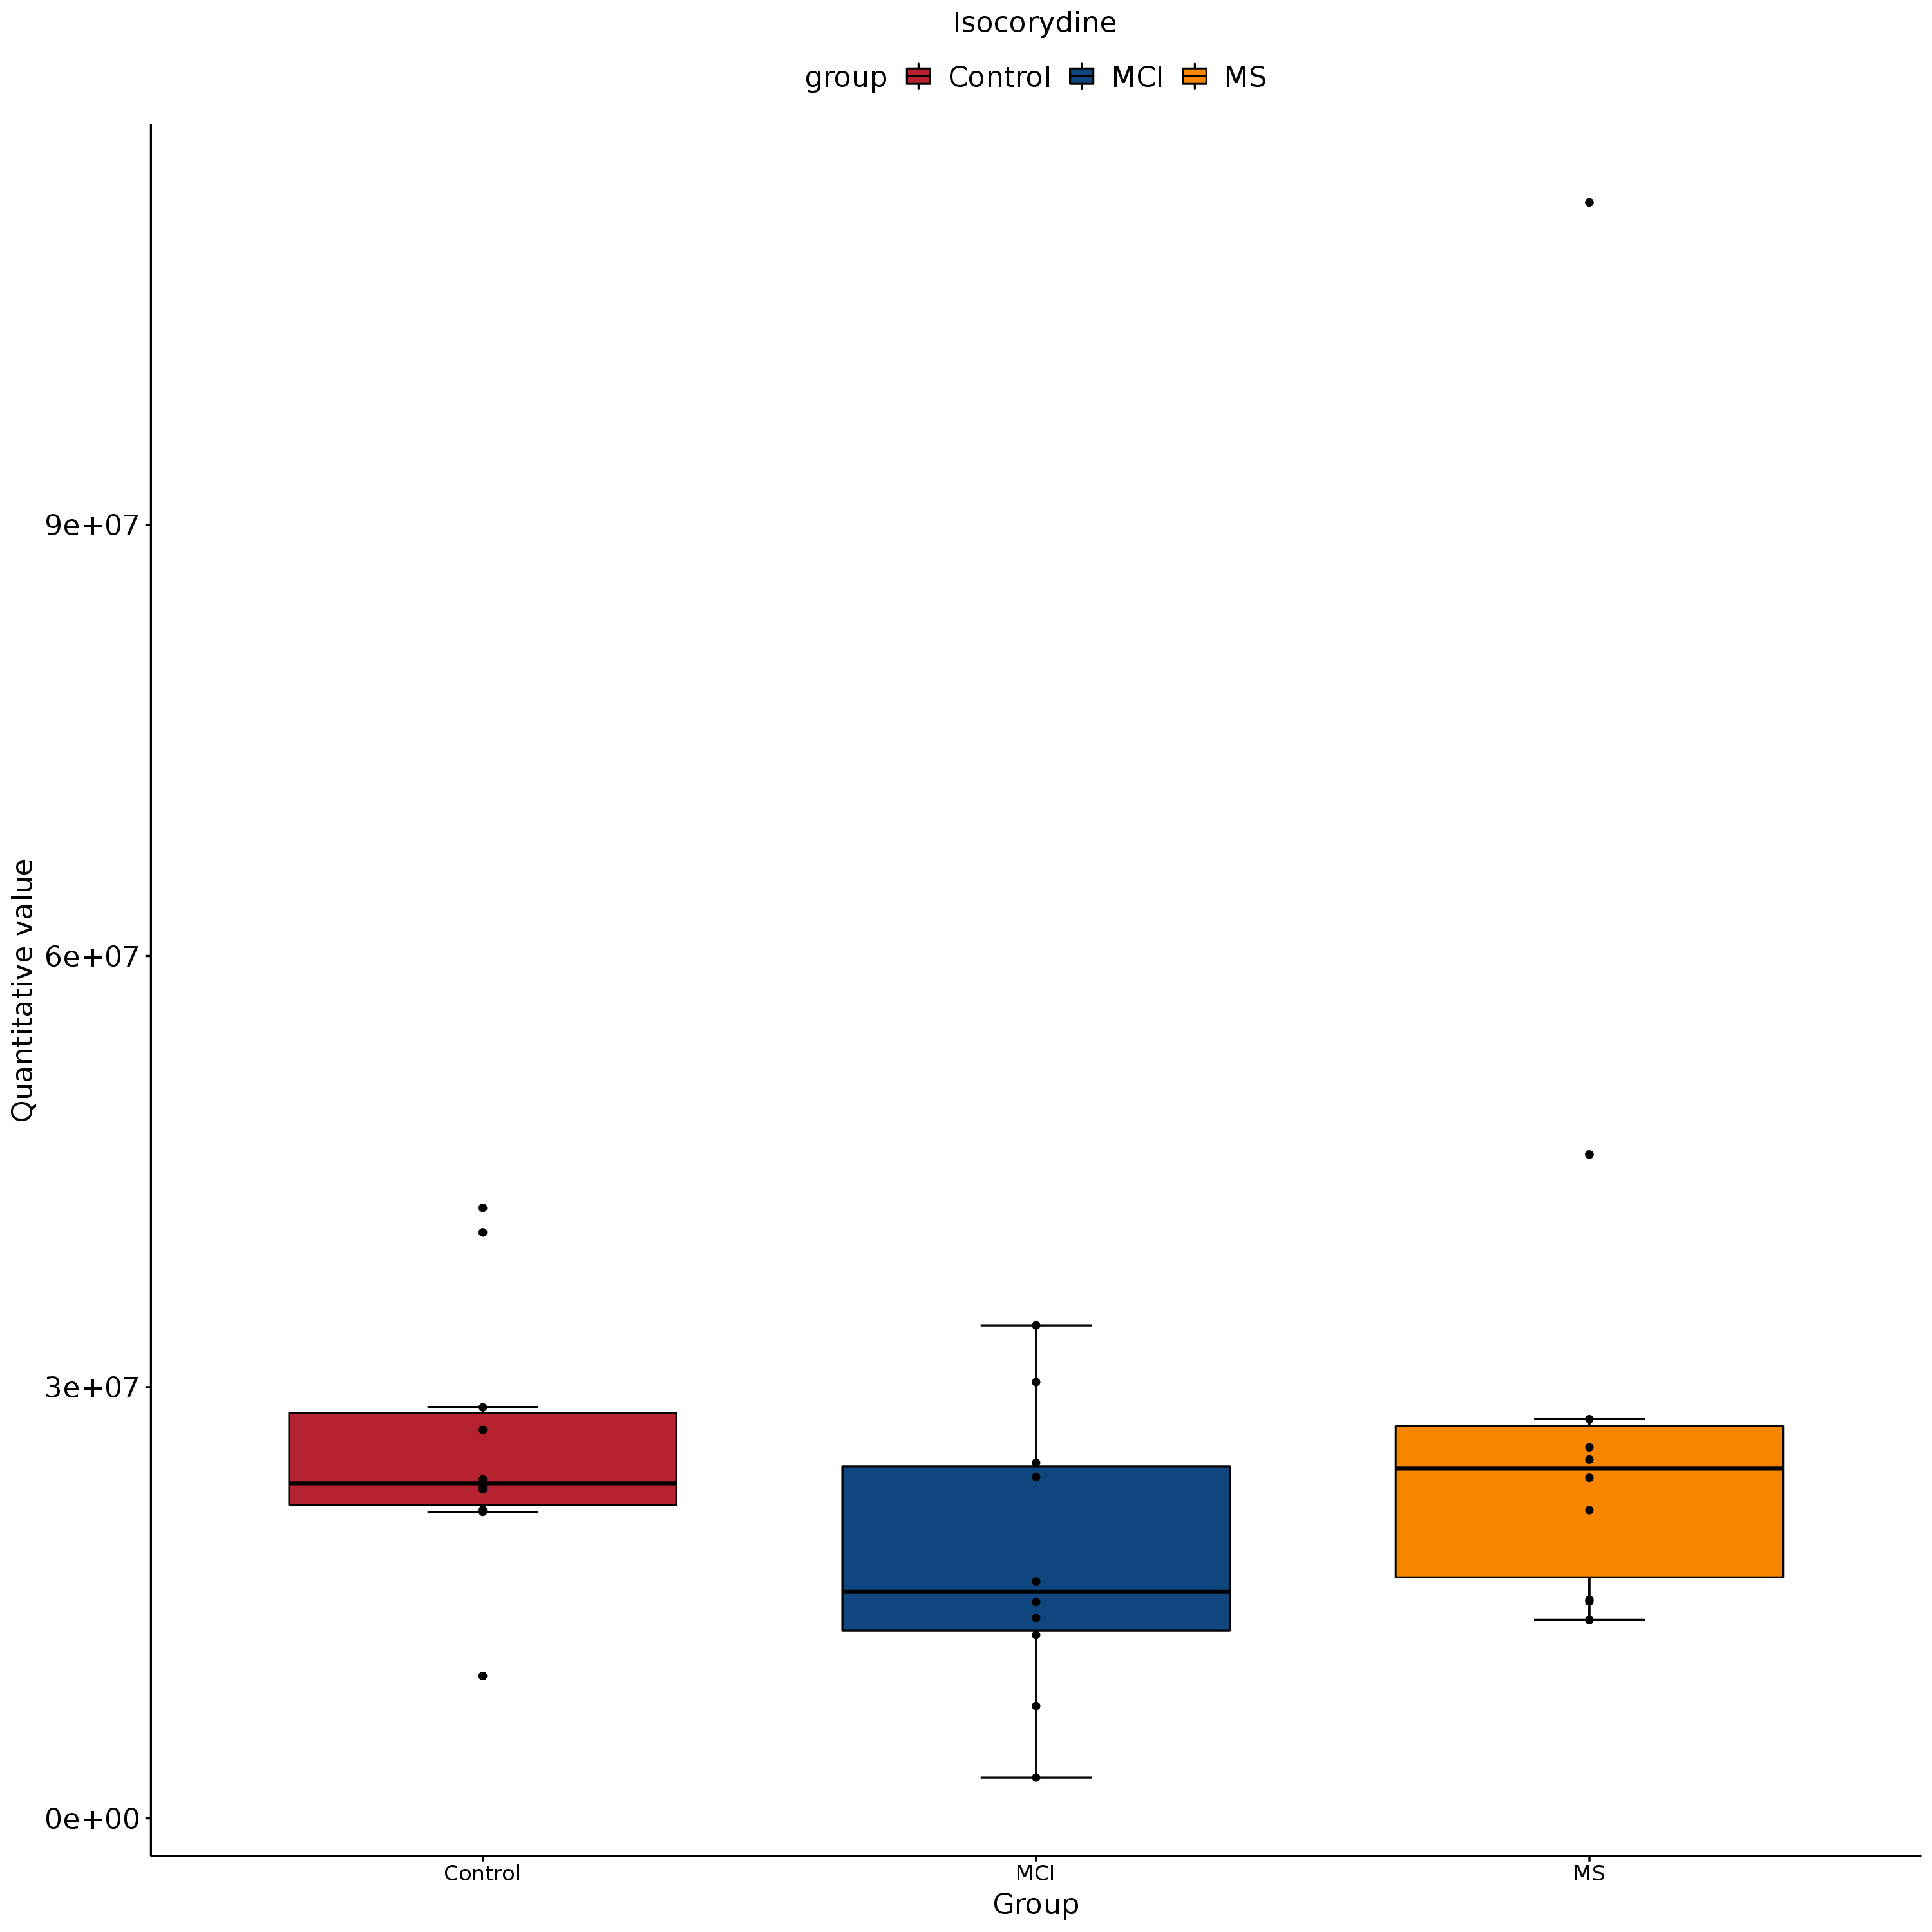 Isocorydine
group Control MCI MS
Quantitative value
9e+07
6e+07
3e+07
0e+00
Control MCI MS
Group